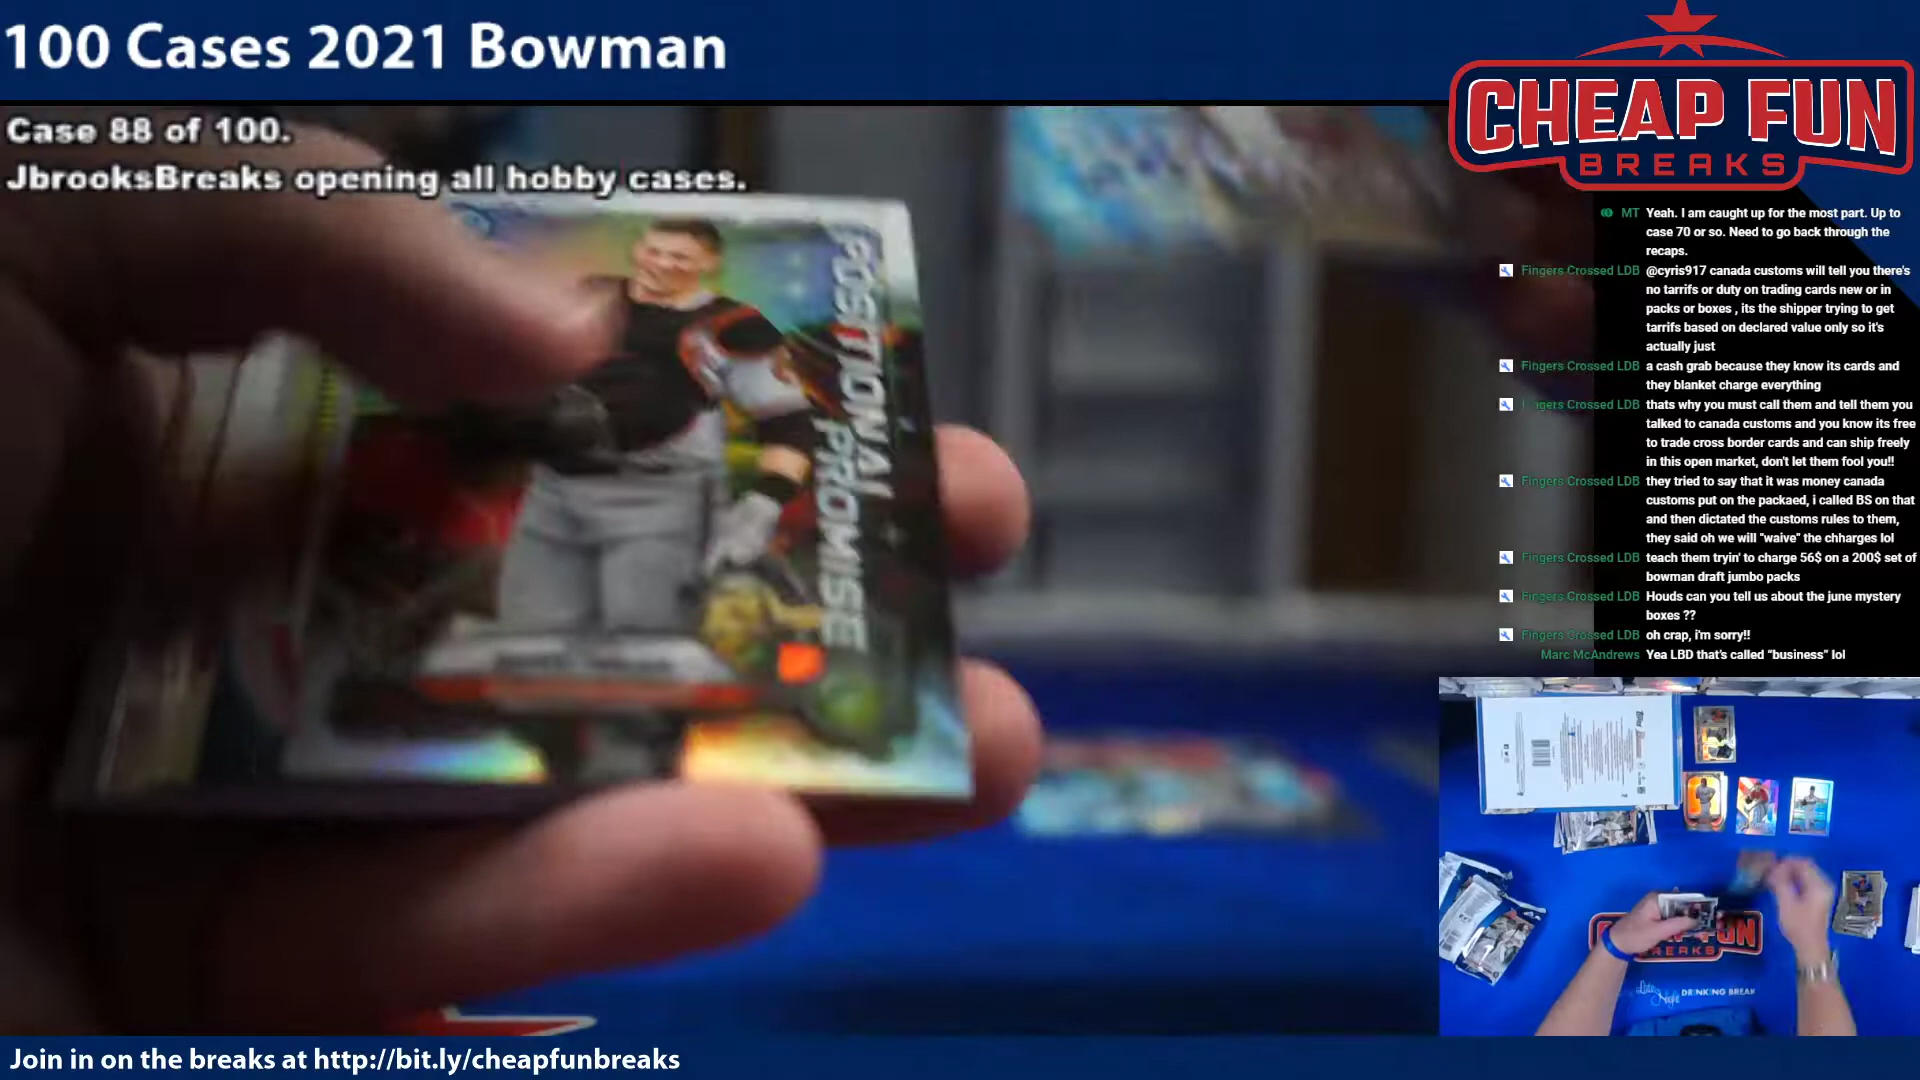 100 Cases 2021 Bowman
CHEAP FUN
BREAKS
Case 88 of 100.
JbrooksBreaks opening all hobby cases.
POSITIONAL
PROMISE
MT Yeah. I am caught up for the most part. Up to
case 70 or so. Need to go back through the
recaps.
Fingers Crossed LDB @cyris917 canada customs will tell you there's
no tarrifs or duty on trading cards new or in
packs or boxes , its the shipper trying to get
tarrifs based on declared value only so it's
actually just
Fingers Crossed LDB a cash grab because they know its cards and
they blanket charge everything
Fingers Crossed LDB thats why you must call them and tell them you
talked to canada customs and you know its free
to trade cross border cards and can ship freely
in this open market, don't let them fool you!!
Fingers Crossed LDB they tried to say that it was money canada
customs put on the packaed, i called BS on that
and then dictated the customs rules to them,
they said oh we will "waive" the chharges lol
Fingers Crossed LDB teach them tryin' to charge 56$ on a 200$ set of
bowman draft jumbo packs
Fingers Crossed LDB Houds can you tell us about the june mystery
boxes ??
Fingers Crossed LDB oh crap, i'm sorry!!
Marc McAndrews Yea LBD that's called “business” lol
CHEAP FUN
BREAKS
Late Night DRINKING BREAK
Join in on the breaks at http://bit.ly/cheapfunbreaks